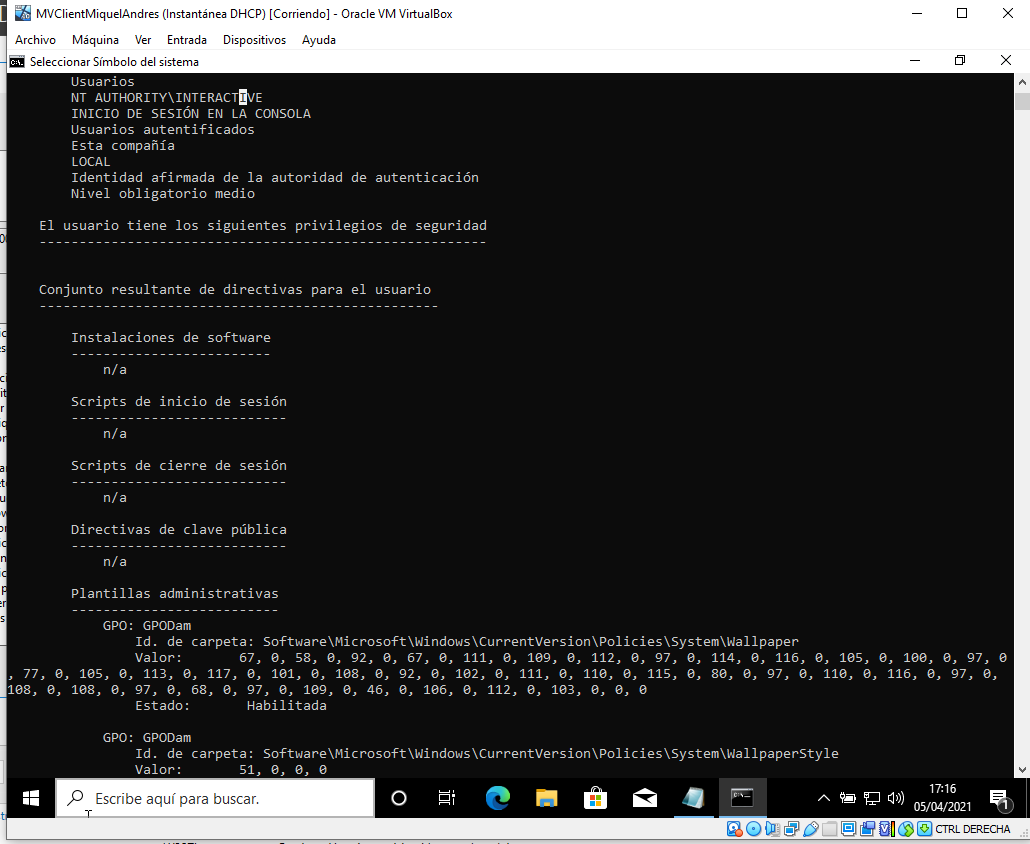 MVClientMiquelAndres (Instantánea DHCP) [Corriendo] - Oracle VM VirtualBox
Archivo Máquina Ver Entrada Dispositivos Ayuda
Seleccionar Símbolo del sistema
Usuarios
NT AUTHORITY\INTERACTIVE
INICIO DE SESIÓN EN LA CONSOLA
Usuarios autentificados
Esta compañía
LOCAL
Identidad afirmada de la autoridad de autenticación
Nivel obligatorio medio
El usuario tiene los siguientes privilegios de seguridad
--------------------------------------------------------
Conjunto resultante de directivas para el usuario
--------------------------------------------------
Instalaciones de software
-------------------------
n/a
Scripts de inicio de sesión
---------------------------
n/a
Scripts de cierre de sesión
---------------------------
n/a
Directivas de clave pública
---------------------------
n/a
Plantillas administrativas
--------------------------
GPO: GPODam
Id. de carpeta: Software\Microsoft\Windows\CurrentVersion\Policies\System\Wallpaper
Valor: 67, 0, 58, 0, 92, 0, 67, 0, 111, 0, 109, 0, 112, 0, 97, 0, 114, 0, 116, 0, 105, 0, 100, 0, 97, 0, 9, 0
, 77, 0, 105, 0, 113, 0, 117, 0, 101, 0, 108, 0, 92, 0, 102, 0, 111, 0, 110, 0, 115, 0, 80, 0, 97, 0, 110, 0, 116, 0, 97, 0,
108, 0, 108, 0, 97, 0, 68, 0, 97, 0, 109, 0, 46, 0, 106, 0, 112, 0, 103, 0, 0, 0
Estado: Habilitada
GPO: GPODam
Id. de carpeta: Software\Microsoft\Windows\CurrentVersion\Policies\System\WallpaperStyle
Valor: 51, 0, 0, 0
Escribe aquí para buscar.
17:16
05/04/2021
1
CTRL DERECHA